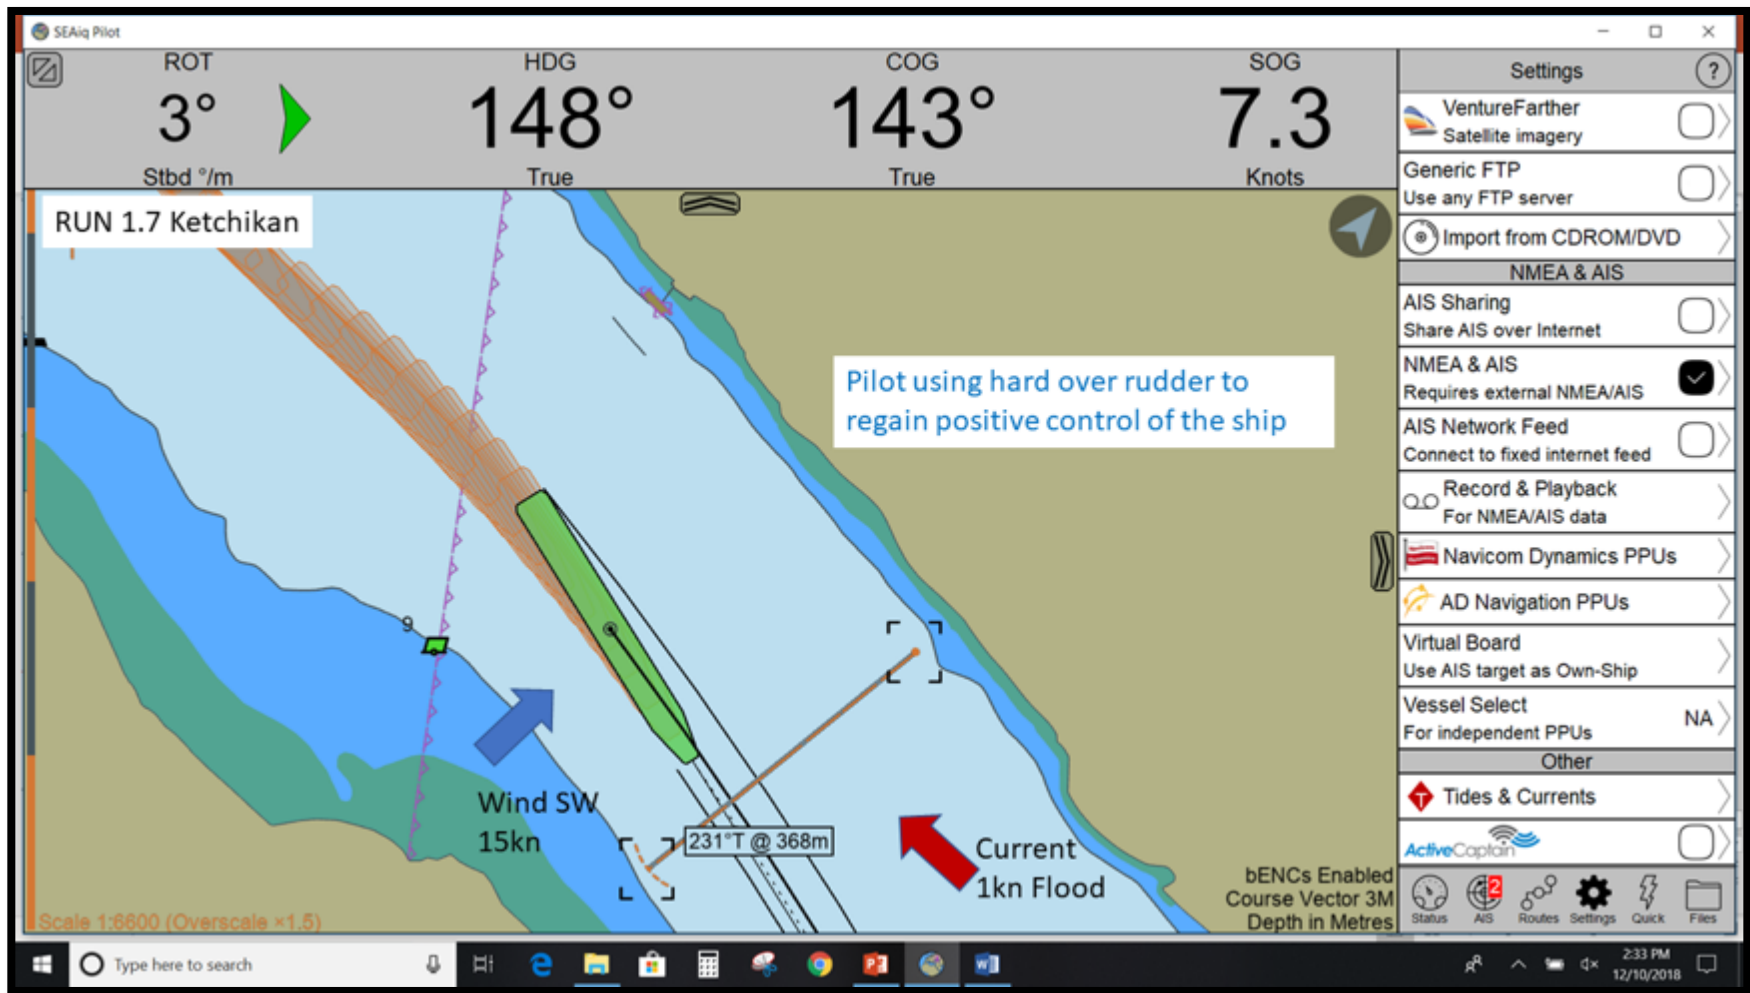 SEAiq Pilot
ROT
3°
Stbd °/m
HDG
148°
True
COG
143°
True
SOG
7.3
Knots
RUN 1.7 Ketchikan
Pilot using hard over rudder to
regain positive control of the ship
9
Wind SW
15kn
231°T @ 368m
Current
1kn Flood
bENCs Enabled
Course Vector 3M
Depth in Metres
Scale 1:6600 (Overscale ×1.5)
Settings
?
VentureFarther
Satellite imagery
Generic FTP
Use any FTP server
Import from CDROM/DVD
NMEA & AIS
AIS Sharing
Share AIS over Internet
NMEA & AIS
Requires external NMEA/AIS
AIS Network Feed
Connect to fixed internet feed
Record & Playback
For NMEA/AIS data
Navicom Dynamics PPUs
AD Navigation PPUs
Virtual Board
Use AIS target as Own-Ship
Vessel Select
For independent PPUs
NA
Other
T
Tides & Currents
ActiveCaptain
2
Status AIS Routes Settings Quick Files
Type here to search
2:33 PM
12/10/2018